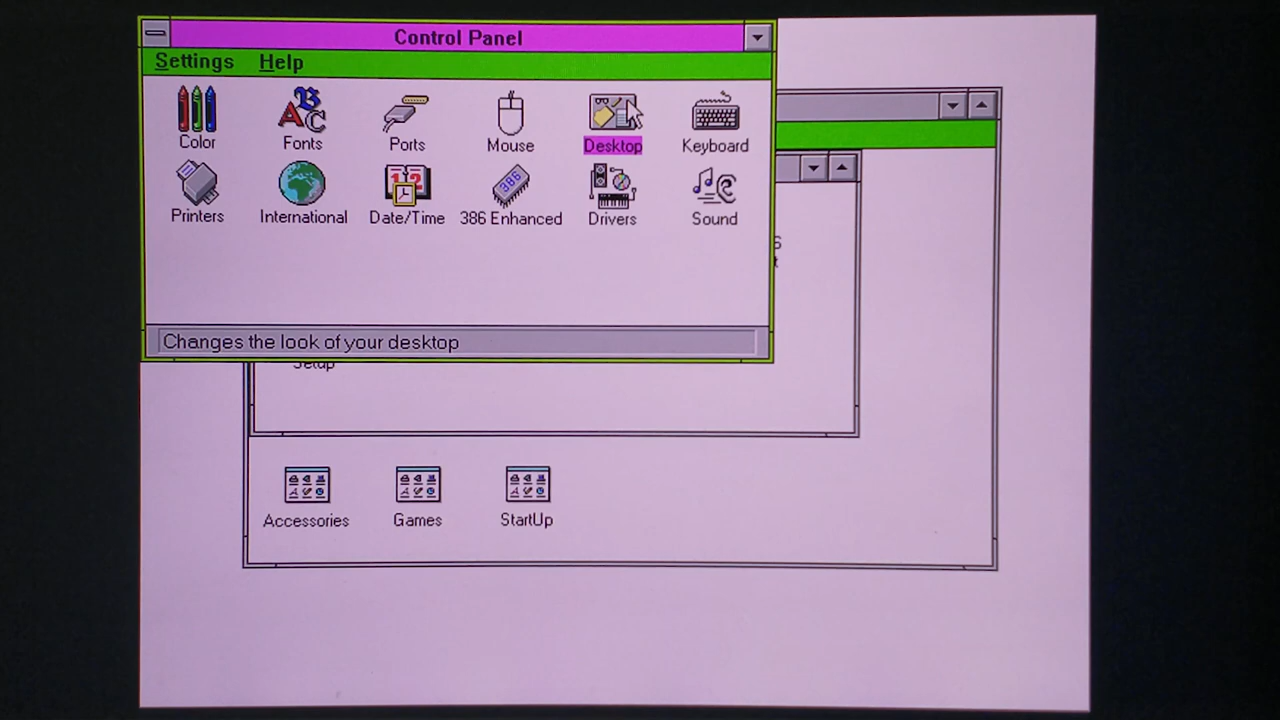 Control Panel
Settings Help
Color Fonts Ports Mouse Desktop Keyboard
Printers International Date/Time 386 Enhanced Drivers Sound
Changes the look of your desktop
Setup
Accessories Games StartUp